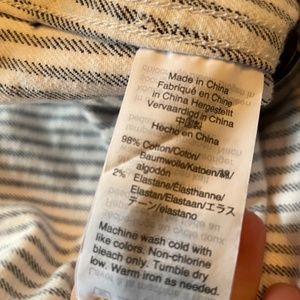 Made in China
Fabriqué en Chine
in China Hergestellt
Vervaardigd in China
中国製
Hecho en China
98% Cotton/Coton/
Baumwolle/Katoen/綿/
algodón
2% Elastane/Élasthanne/
Elastan/Elastaan/エラス
テーン/elastano
Machine wash cold with
like colors. Non-chlorine
bleach only. Tumble dry
low. Warm iron as needed.